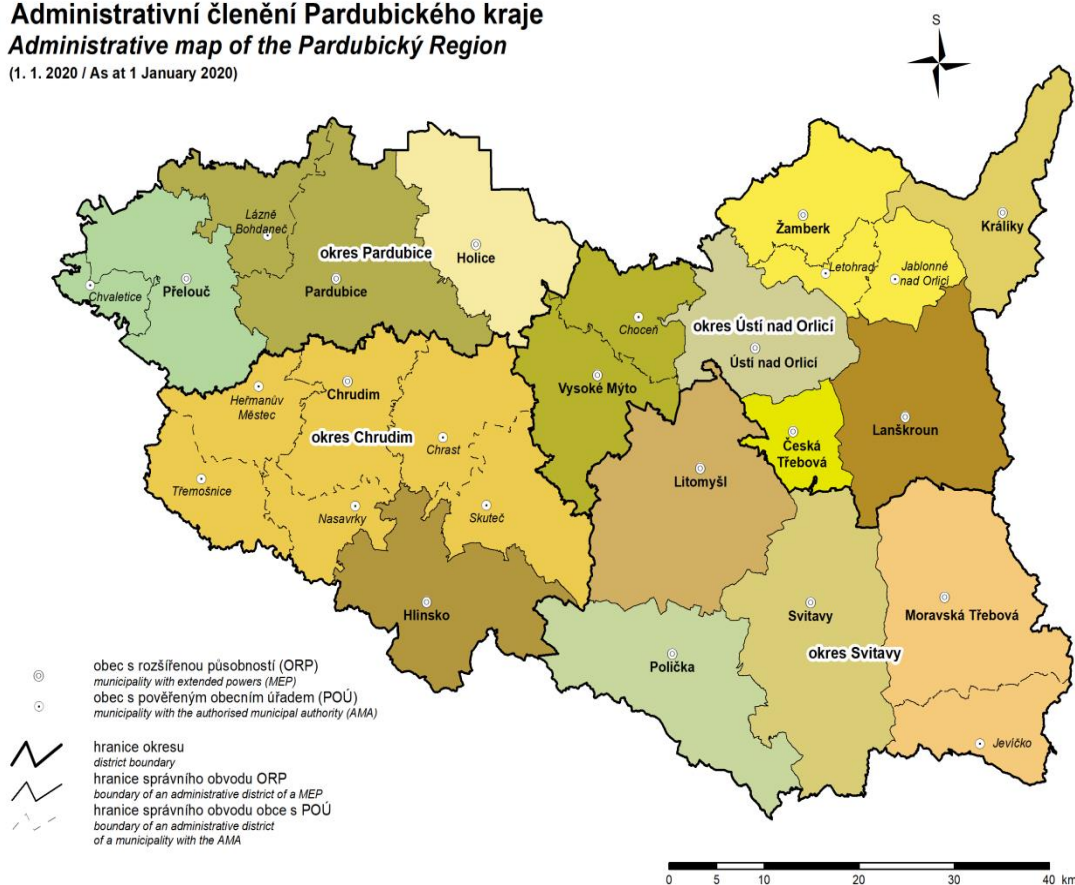 Administrativní členění Pardubického kraje
Administrative map of the Pardubický Region
(1. 1. 2020 / As at 1 January 2020)
S
Králíky
Žamberk
Letohrad
Jablonné
nad Orlicí
Lázně
Bohdaneč
okres Pardubice
Holice
Chvaletice
Přelouč
Pardubice
Choceň
okres Ústí nad Orlicí
Ústí nad Orlicí
Vysoké Mýto
Heřmanův
Městec
Chrudim
okres Chrudim
Chrast
Česká
Třebová
Lanškroun
Litomyšl
Třemošnice
Nasavrky
Skuteč
Hlinsko
Svitavy
Moravská Třebová
okres Svitavy
Polička
Jevíčko
obec s rozšířenou působností (ORP)
municipality with extended powers (MEP)
obec s pověřeným obecním úřadem (POÚ)
municipality with the authorised municipal authority (AMA)
hranice okresu
district boundary
hranice správního obvodu ORP
boundary of an administrative district of a MEP
hranice správního obvodu obce s POÚ
boundary of an administrative district
of a municipality with the AMA
0 5 10 20 30 40 km